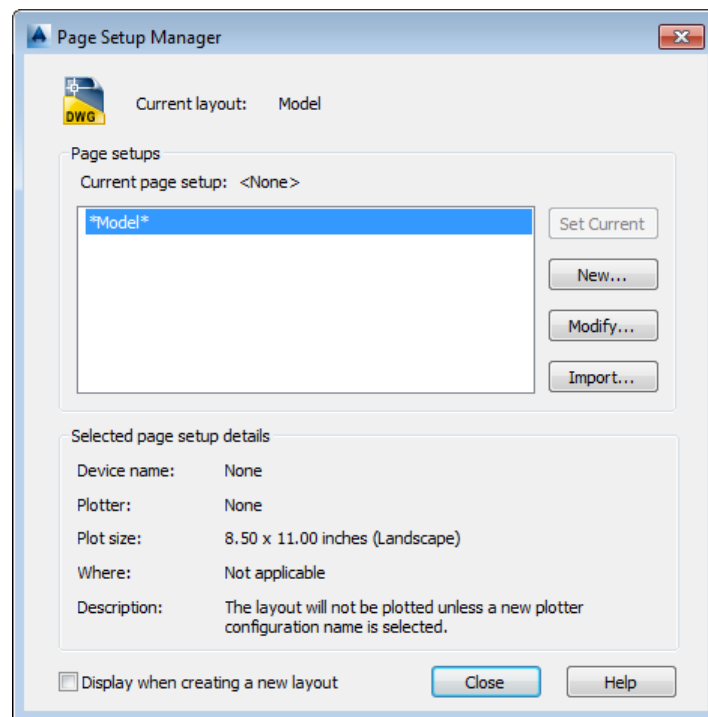 Page Setup Manager
DWG
Current layout: Model
Page setups
Current page setup: <None>
*Model*
Set Current
New...
Modify...
Import...
Selected page setup details
Device name: None
Plotter: None
Plot size: 8.50 x 11.00 inches (Landscape)
Where: Not applicable
Description: The layout will not be plotted unless a new plotter
configuration name is selected.
Display when creating a new layout
Close
Help